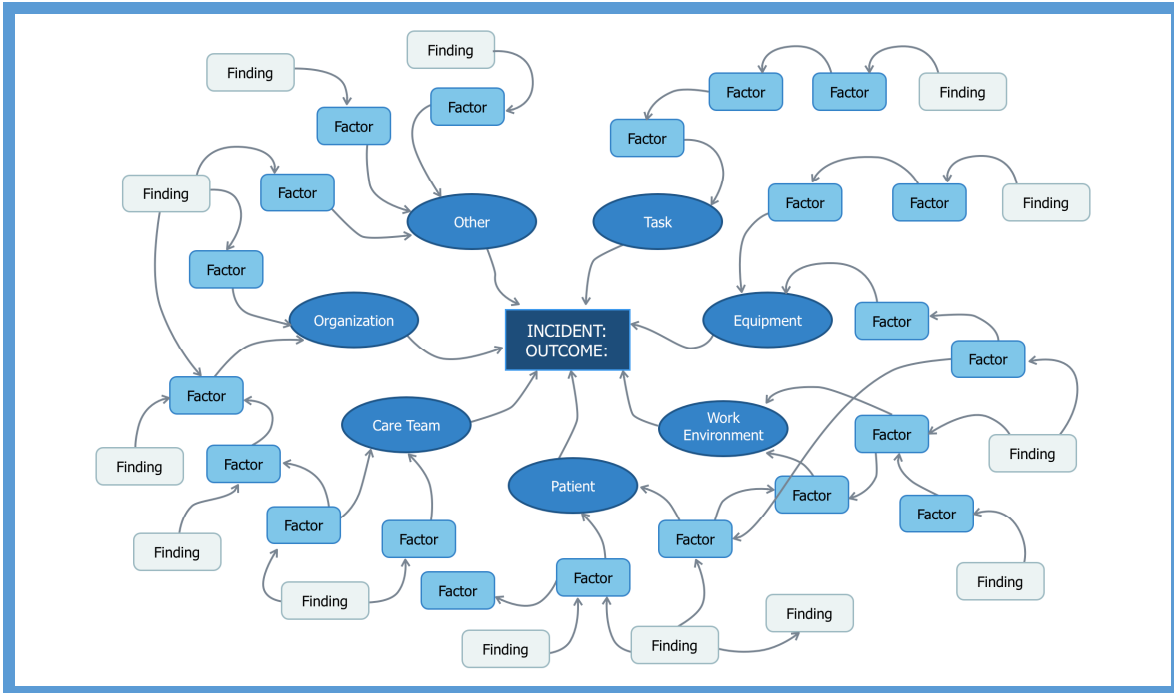 Finding
Finding
Factor
Factor
Finding
Factor
Factor
Factor
Factor
Finding
Factor
Factor
Factor
Finding
Other
Task
Factor
Organization
INCIDENT:
OUTCOME:
Equipment
Factor
Factor
Factor
Care Team
Work
Environment
Factor
Finding
Finding
Factor
Patient
Factor
Factor
Finding
Factor
Factor
Factor
Finding
Factor
Factor
Finding
Finding
Finding
Finding